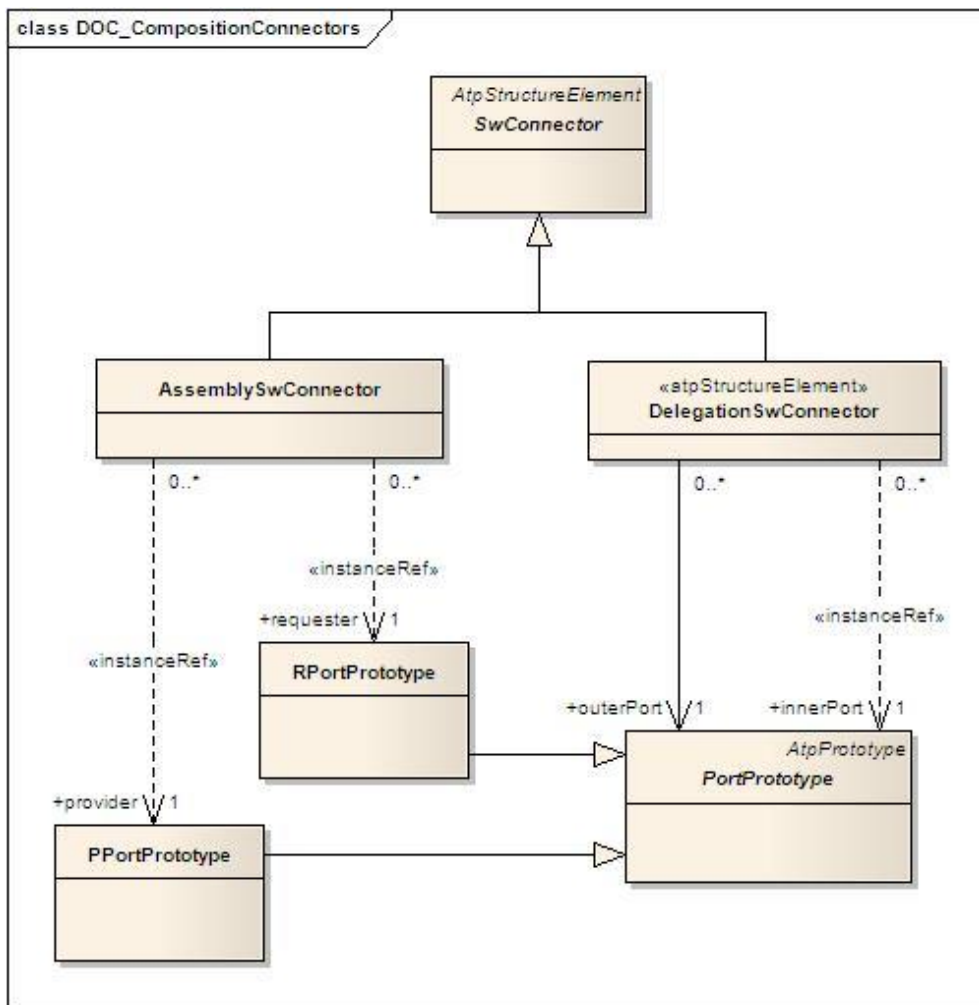 class DOC_CompositionConnectors
AtpStructureElement
SwConnector
AssemblySwConnector
«atpStructureElement»
DelegationSwConnector
0..*
0..*
0..*
0..*
«instanceRef»
«instanceRef»
«instanceRef»
+requester
1
RPortPrototype
+outerPort
1
+innerPort
1
AtpPrototype
PortPrototype
+provider
1
PPortPrototype